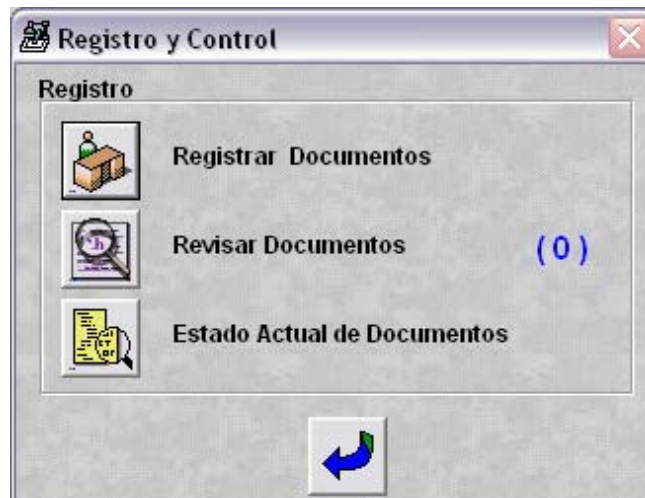 Registro y Control
Registro
Registrar Documentos
Revisar Documentos (0)
Estado Actual de Documentos